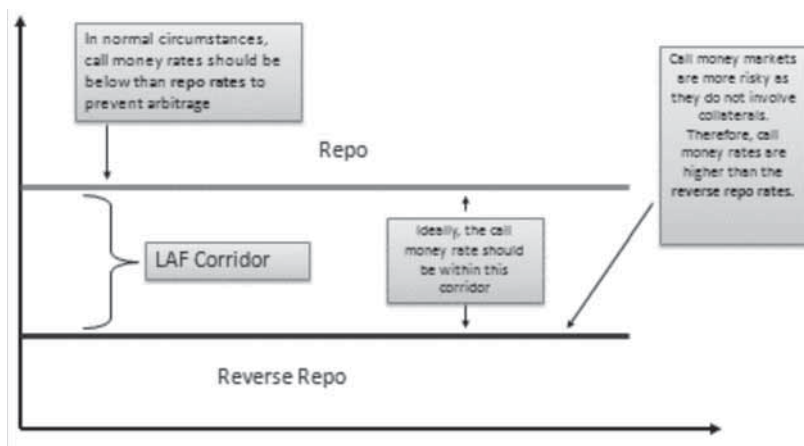 In normal circumstances,
call money rates should be
below than repo rates to
prevent arbitrage
Call money markets
are more risky as
they do not involve
collaterals.
Therefore, call
money rates are
higher than the
reverse repo rates.
Repo
Ideally, the call
money rate should
be within this
corridor
LAF Corridor
Reverse Repo